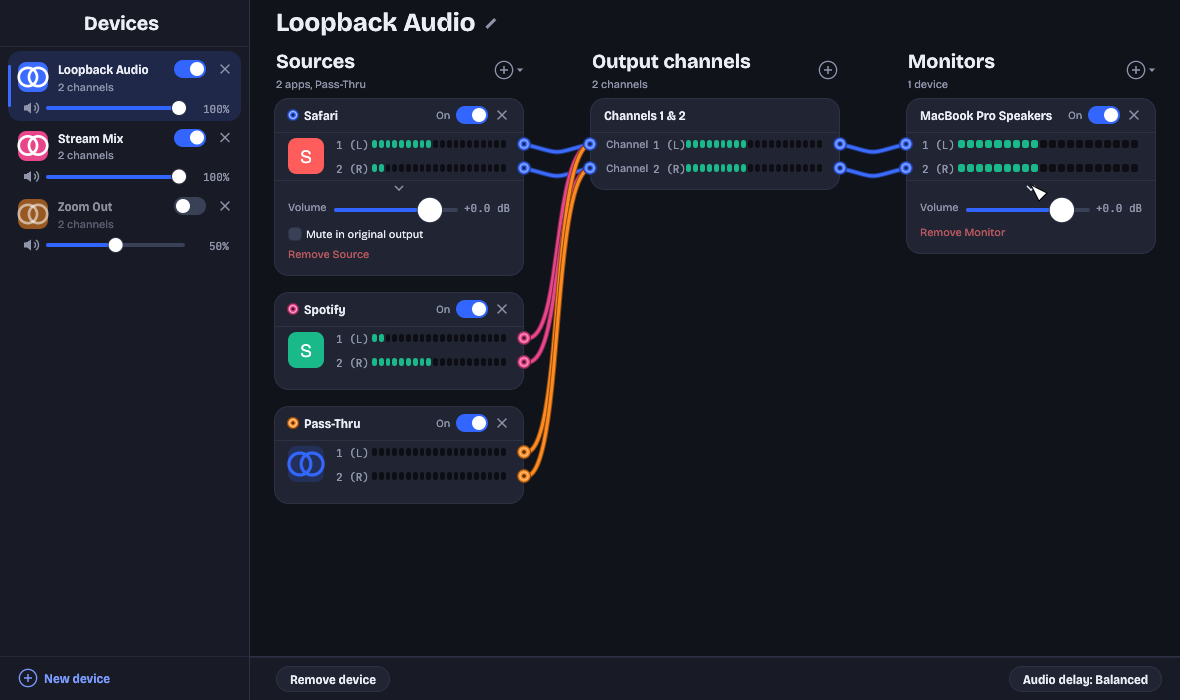 Devices
Loopback Audio
2 channels
100%
Stream Mix
2 channels
100%
Zoom Out
2 channels
50%
New device
Loopback Audio
Sources
2 apps, Pass-Thru
Safari
On
S
1 (L)
2 (R)
Volume
+0.0 dB
Mute in original output
Remove Source
Spotify
On
S
1 (L)
2 (R)
Pass-Thru
On
1 (L)
2 (R)
Output channels
2 channels
Channels 1 & 2
Channel 1 (L)
Channel 2 (R)
Monitors
1 device
MacBook Pro Speakers
On
1 (L)
2 (R)
Volume
+0.0 dB
Remove Monitor
Remove device
Audio delay: Balanced